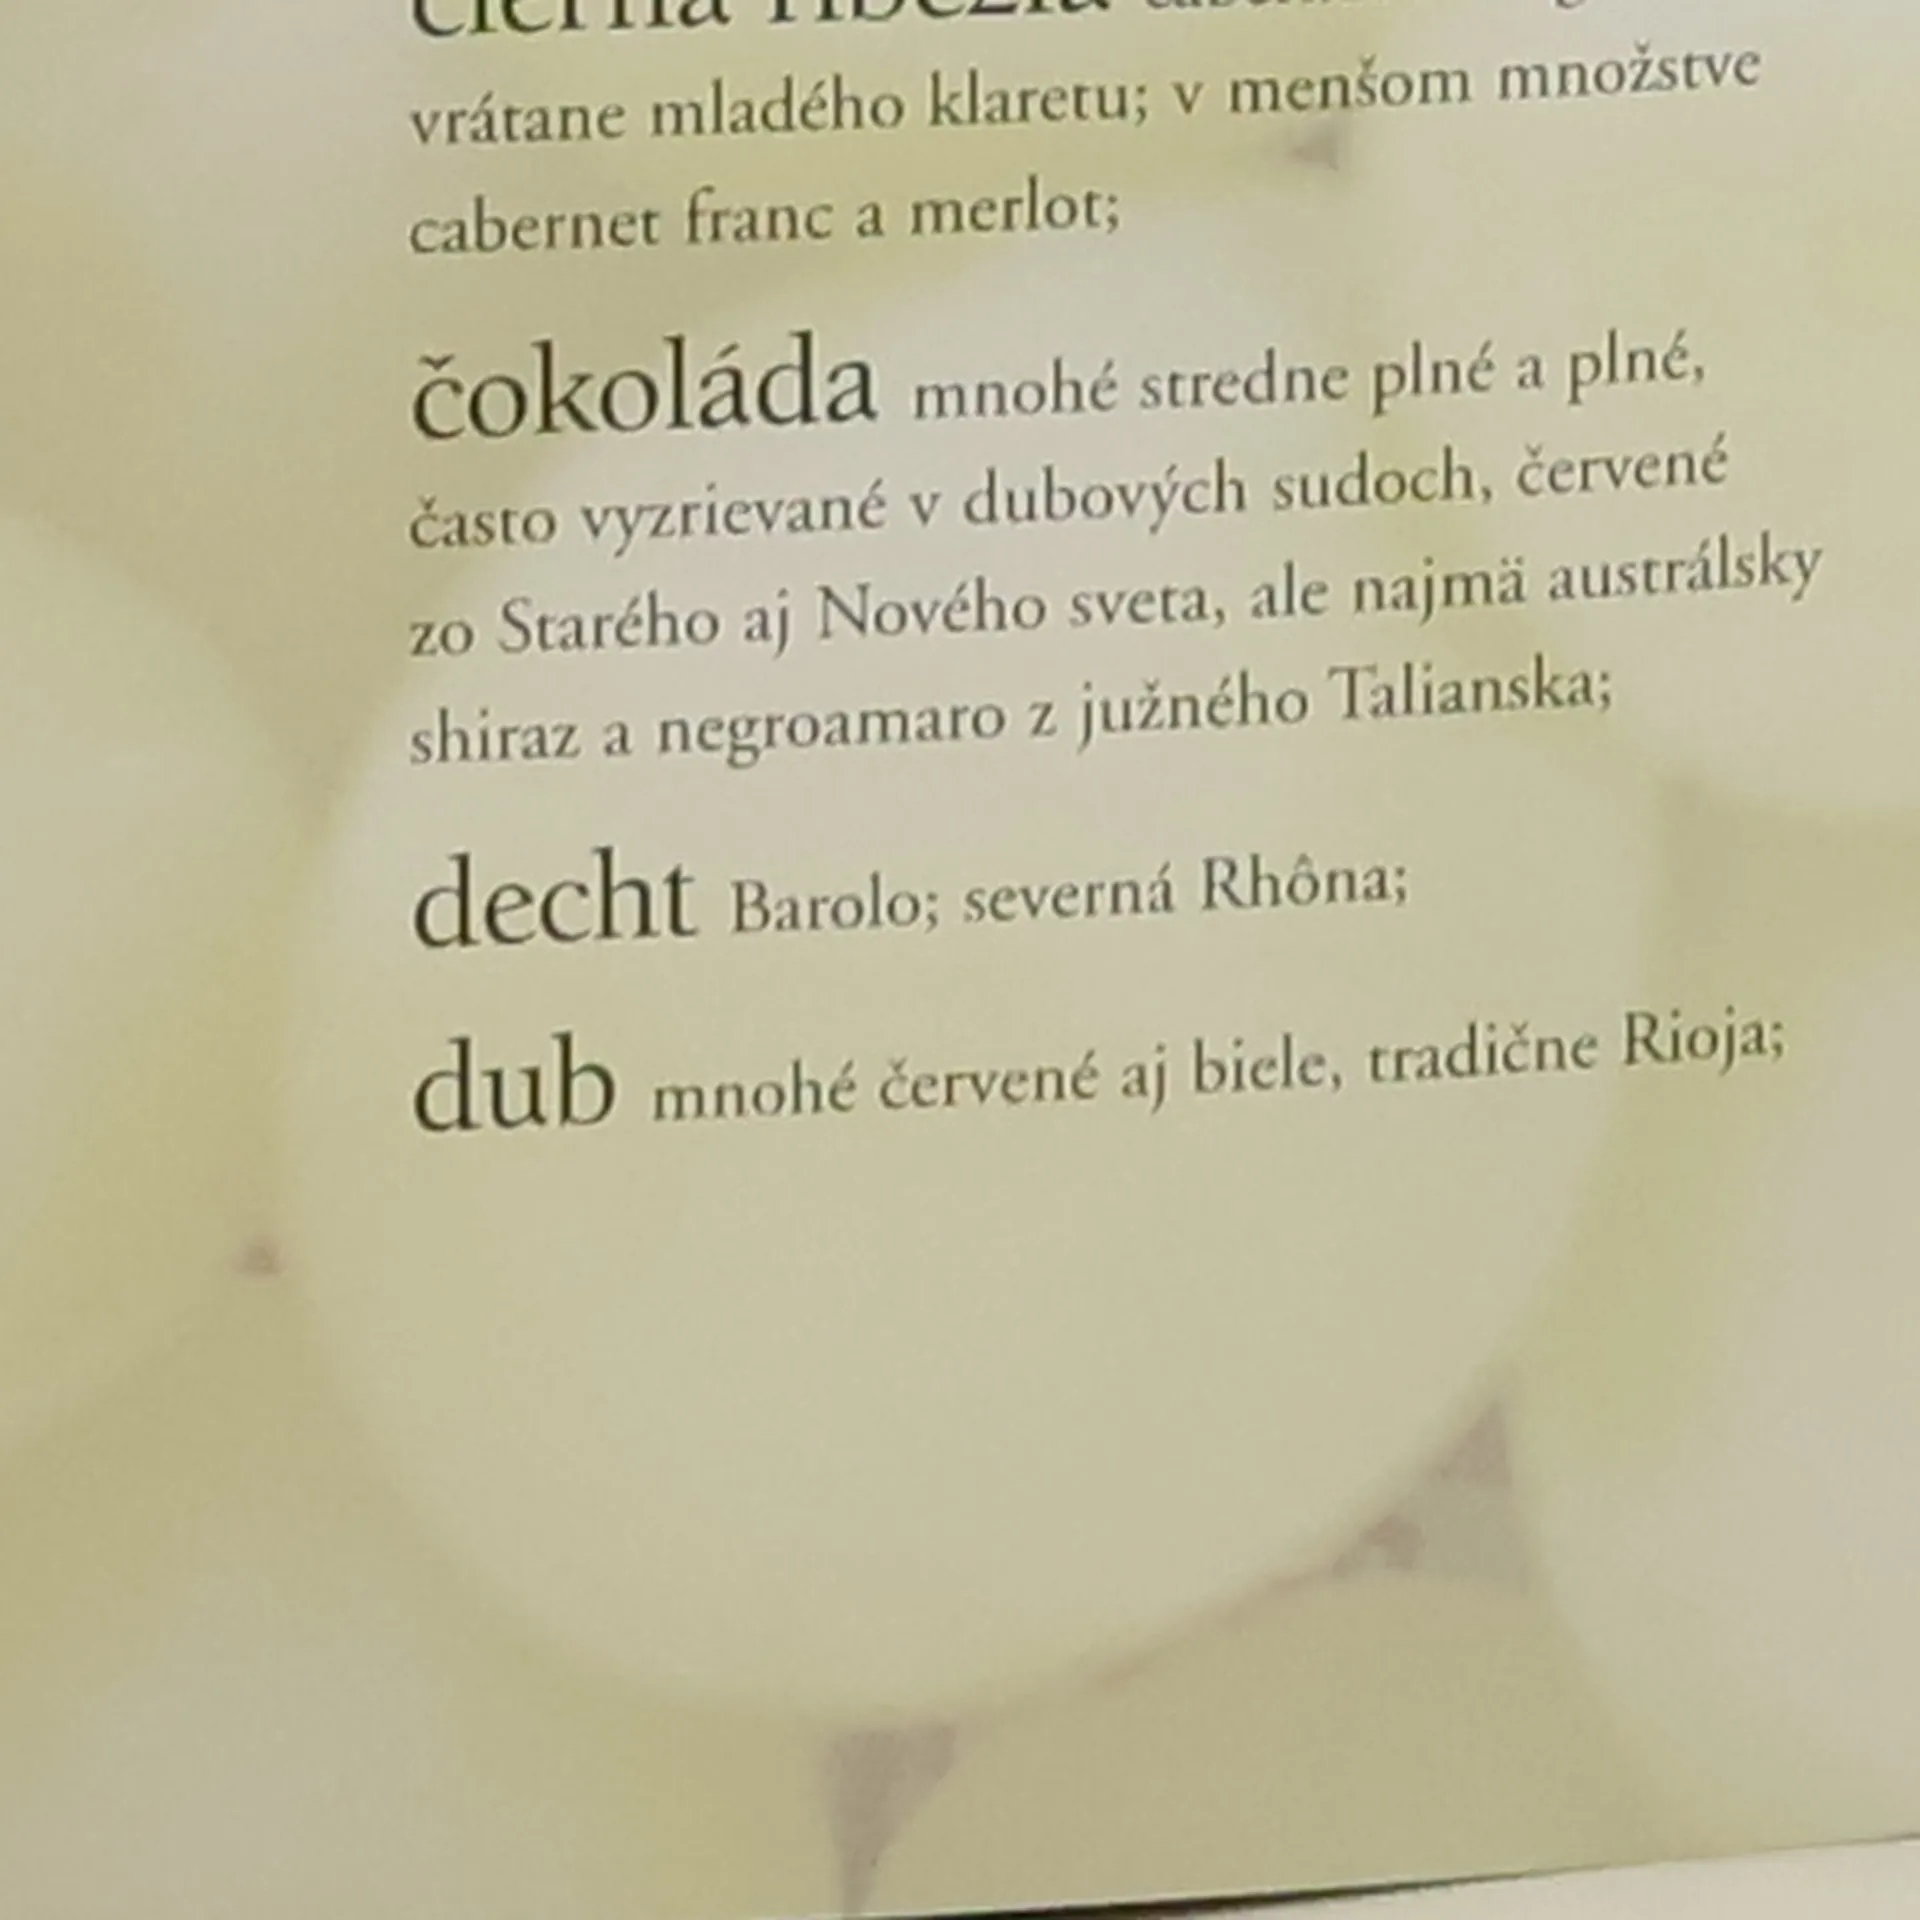 čierna ríbezľa
vrátane mladého klaretu; v menšom množstve
cabernet franc a merlot;
čokoláda mnohé stredne plné a plné,
často vyzrievané v dubových sudoch, červené
zo Starého aj Nového sveta, ale najmä austrálsky
shiraz a negroamaro z južného Talianska;
decht Barolo; severná Rhôna;
dub mnohé červené aj biele, tradične Rioja;